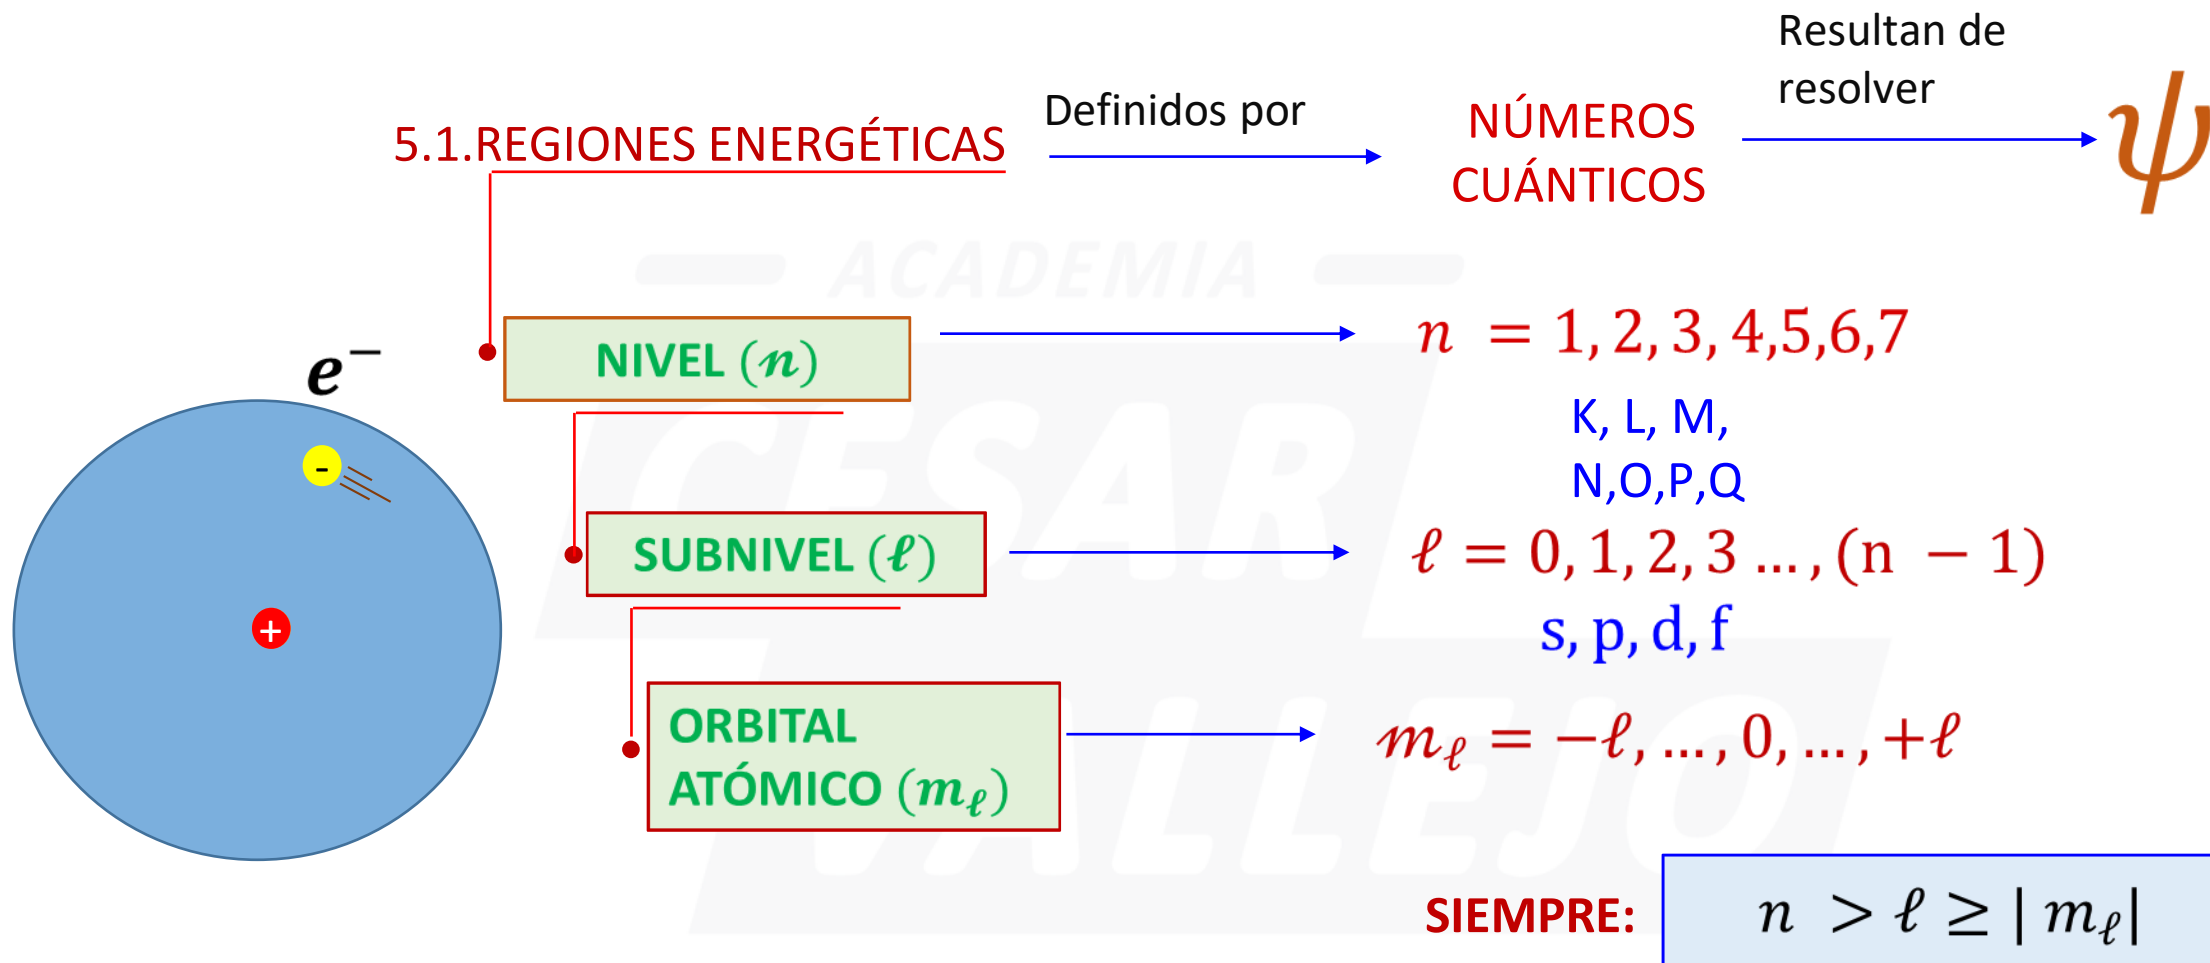 Resultan de
resolver
Definidos por
5.1.REGIONES ENERGÉTICAS
NÚMEROS
CUÁNTICOS
ψ
ACADEMIA
CESAR
VALLEJO
e⁻
-
+
NIVEL (n)
n = 1, 2, 3, 4,5,6,7
K, L, M,
N,O,P,Q
SUBNIVEL (ℓ)
ℓ = 0, 1, 2, 3 ... , (n − 1)
s, p, d, f
ORBITAL
ATÓMICO (mℓ)
mℓ = −ℓ, ... , 0, ... , +ℓ
SIEMPRE:
n > ℓ ≥ | mℓ|